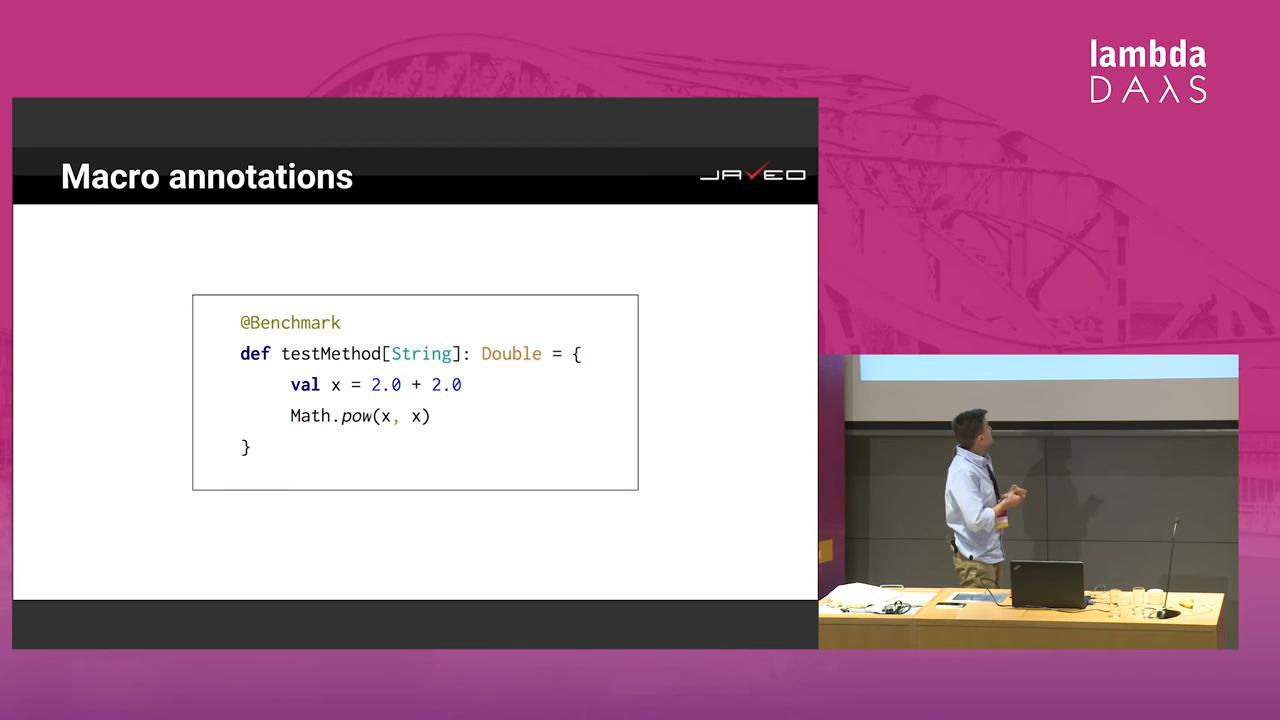 lambda
DAλS
Macro annotations
JAVEO
@Benchmark
def testMethod[String]: Double = {
val x = 2.0 + 2.0
Math.pow(x, x)
}